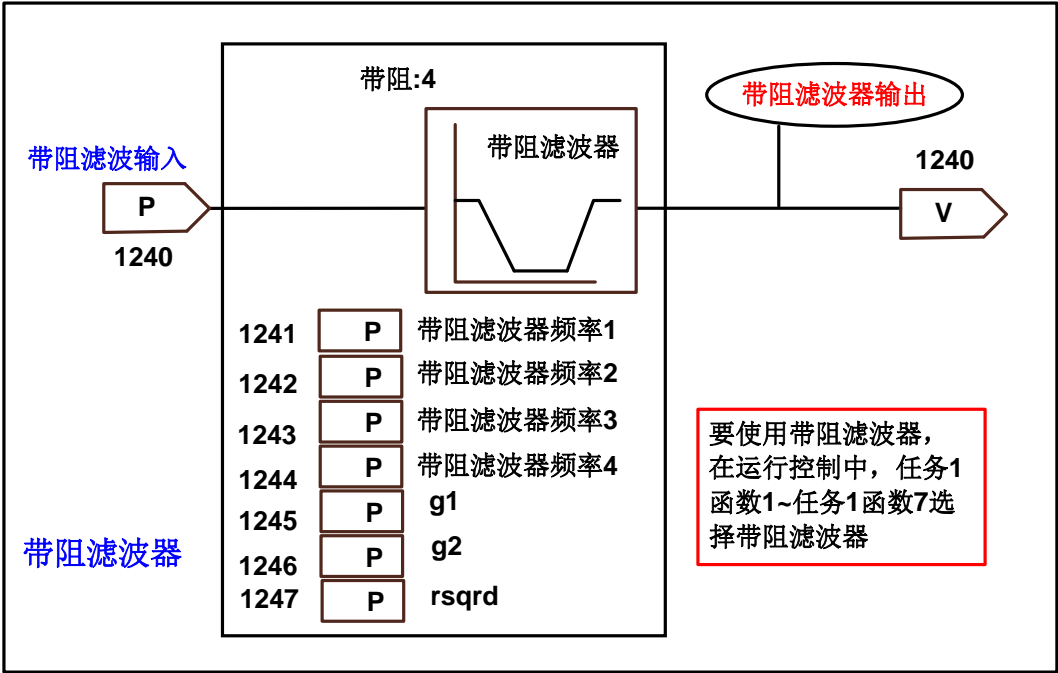 带阻:4
带阻滤波器输出
带阻滤波器
带阻滤波输入
1240
P
V
1240
1241 P 带阻滤波器频率1
1242 P 带阻滤波器频率2
1243 P 带阻滤波器频率3
1244 P 带阻滤波器频率4
1245 P g1
1246 P g2
1247 P rsqrd
要使用带阻滤波器，
在运行控制中，任务1
函数1~任务1函数7选
择带阻滤波器
带阻滤波器